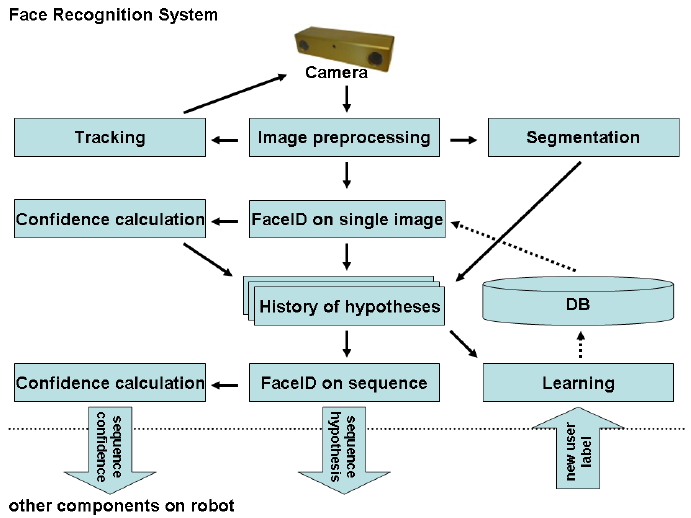 Face Recognition System
Camera
Tracking
Image preprocessing
Segmentation
Confidence calculation
FaceID on single image
History of hypotheses
DB
Confidence calculation
FaceID on sequence
Learning
sequence
confidence
sequence
hypothesis
new user
label
other components on robot